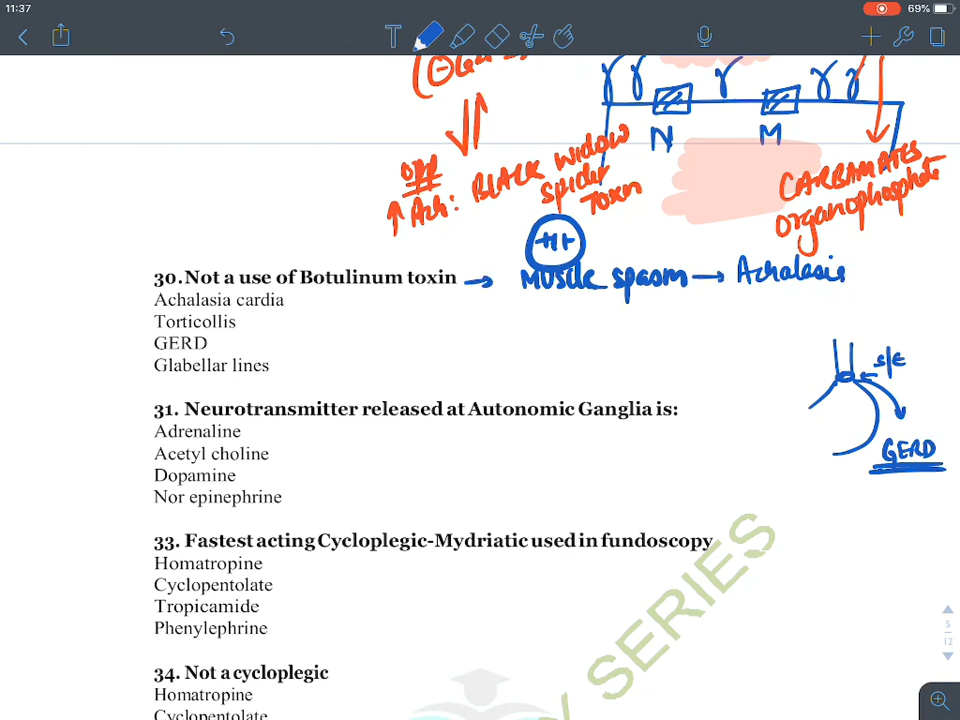 11:37
69%
T
N
M
OPP
↑ Ach: BLACK WIDOW
Spider
Toxin
CARBAMATES
Organophosphate
30. Not a use of Botulinum toxin → Muscle spasm → Achalasia
Achalasia cardia
Torticollis
GERD
Glabellar lines
S/E
GERD
31. Neurotransmitter released at Autonomic Ganglia is:
Adrenaline
Acetyl choline
Dopamine
Nor epinephrine
33. Fastest acting Cycloplegic-Mydriatic used in fundoscopy
Homatropine
Cyclopentolate
Tropicamide
Phenylephrine
34. Not a cycloplegic
Homatropine
Cyclopentolate
SERIES
5
12